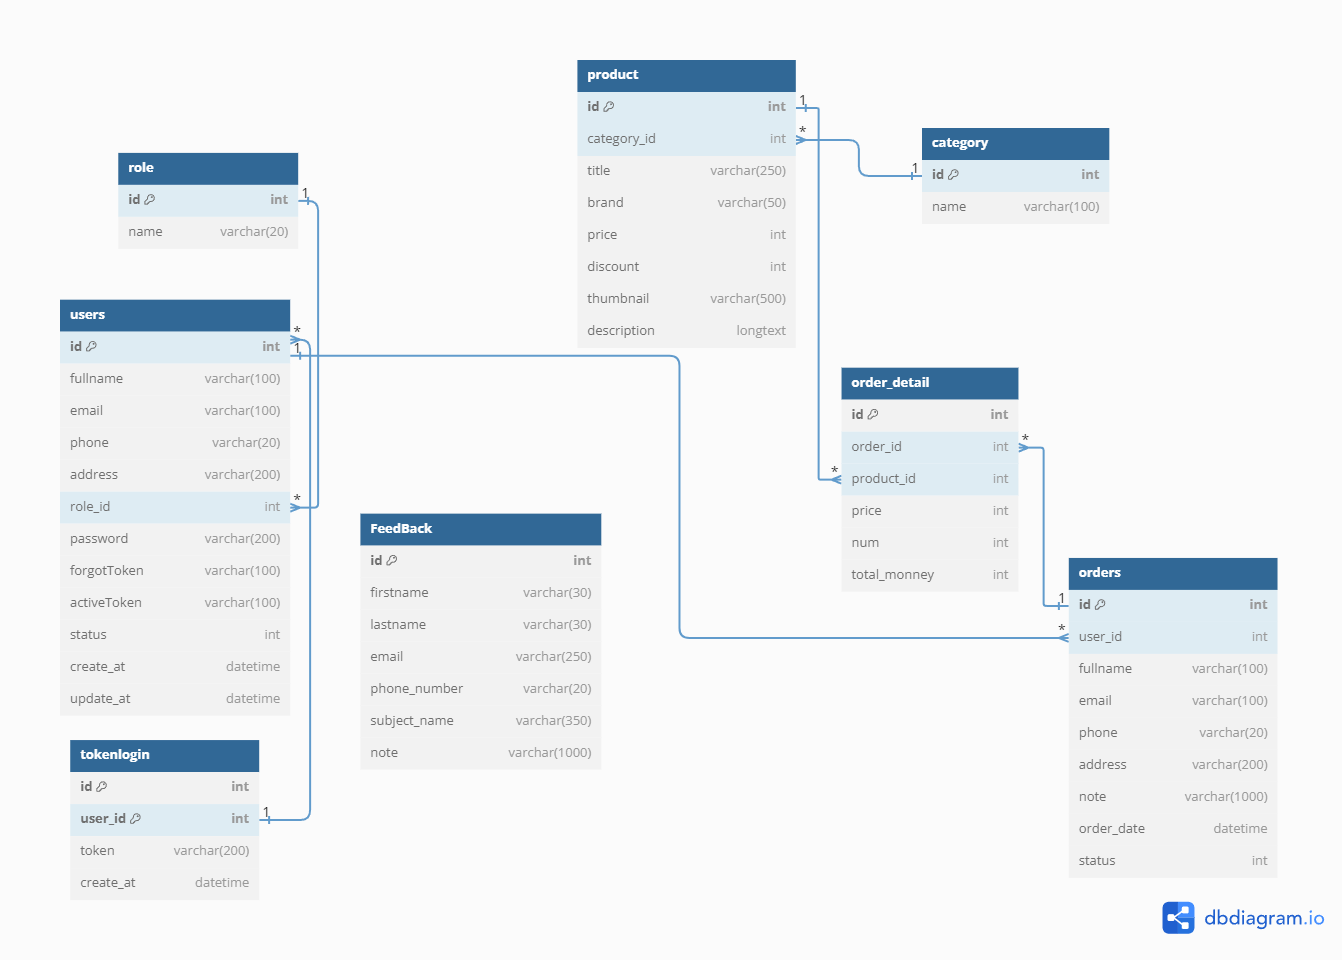 product
id int
category_id int
title varchar(250)
brand varchar(50)
price int
discount int
thumbnail varchar(500)
description longtext
1
*
1
category
id int
name varchar(100)
role
id int
name varchar(20)
1
users
id int
fullname varchar(100)
email varchar(100)
phone varchar(20)
address varchar(200)
role_id int
password varchar(200)
forgotToken varchar(100)
activeToken varchar(100)
status int
create_at datetime
update_at datetime
*
1
*
order_detail
id int
order_id int
product_id int
price int
num int
total_monney int
*
*
FeedBack
id int
firstname varchar(30)
lastname varchar(30)
email varchar(250)
phone_number varchar(20)
subject_name varchar(350)
note varchar(1000)
1
*
orders
id int
user_id int
fullname varchar(100)
email varchar(100)
phone varchar(20)
address varchar(200)
note varchar(1000)
order_date datetime
status int
tokenlogin
id int
user_id int
token varchar(200)
create_at datetime
1
dbdiagram.io